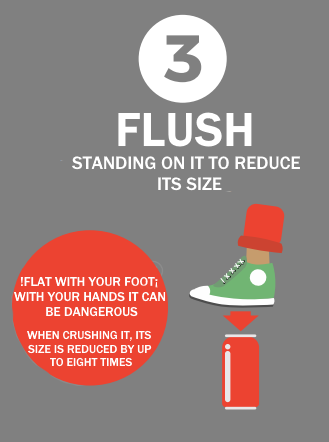 3
FLUSH
STANDING ON IT TO REDUCE
ITS SIZE
!FLAT WITH YOUR FOOT¡
WITH YOUR HANDS IT CAN
BE DANGEROUS
WHEN CRUSHING IT, ITS
SIZE IS REDUCED BY UP
TO EIGHT TIMES